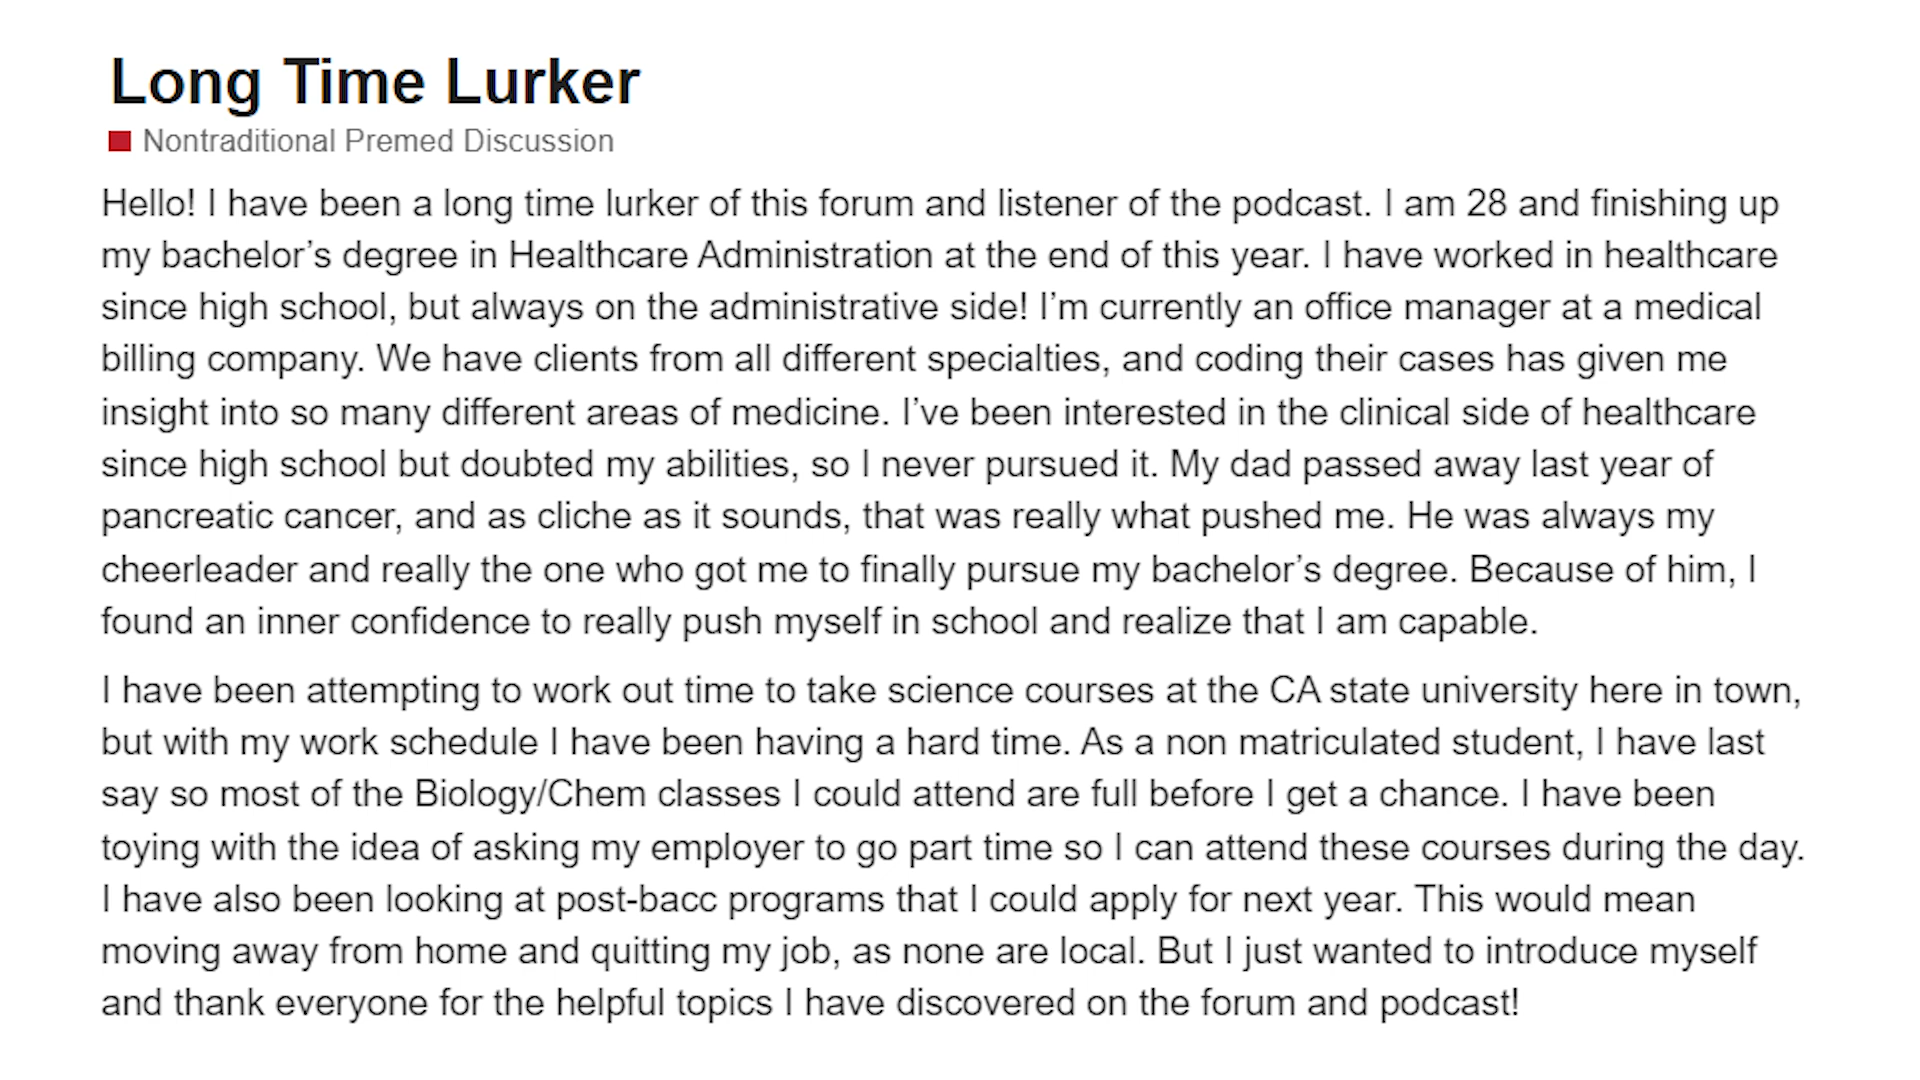 Long Time Lurker
Nontraditional Premed Discussion
Hello! I have been a long time lurker of this forum and listener of the podcast. I am 28 and finishing up
my bachelor’s degree in Healthcare Administration at the end of this year. I have worked in healthcare
since high school, but always on the administrative side! I’m currently an office manager at a medical
billing company. We have clients from all different specialties, and coding their cases has given me
insight into so many different areas of medicine. I’ve been interested in the clinical side of healthcare
since high school but doubted my abilities, so I never pursued it. My dad passed away last year of
pancreatic cancer, and as cliche as it sounds, that was really what pushed me. He was always my
cheerleader and really the one who got me to finally pursue my bachelor’s degree. Because of him, I
found an inner confidence to really push myself in school and realize that I am capable.
I have been attempting to work out time to take science courses at the CA state university here in town,
but with my work schedule I have been having a hard time. As a non matriculated student, I have last
say so most of the Biology/Chem classes I could attend are full before I get a chance. I have been
toying with the idea of asking my employer to go part time so I can attend these courses during the day.
I have also been looking at post-bacc programs that I could apply for next year. This would mean
moving away from home and quitting my job, as none are local. But I just wanted to introduce myself
and thank everyone for the helpful topics I have discovered on the forum and podcast!